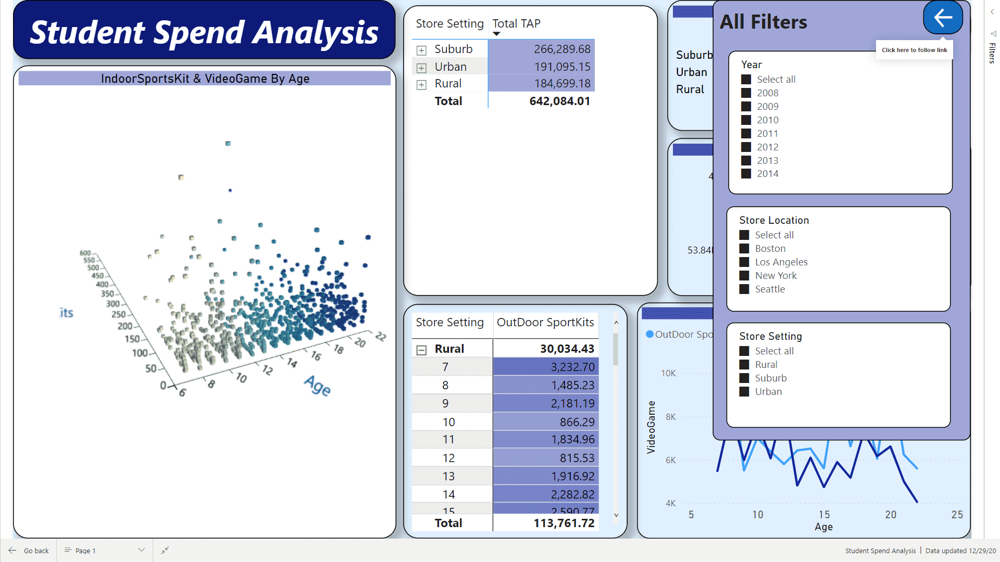 Student Spend Analysis
IndoorSportsKit & VideoGame By Age
600
550
500
450
400
350
300
250
200
150
100
50
0
6
8
10
12
14
16
18
20
22
Age
Store Setting Total TAP
Suburb 266,289.68
Urban 191,095.15
Rural 184,699.18
Total 642,084.01
Store Setting OutDoor SportKits
Rural 30,034.43
7 3,232.70
8 1,485.23
9 2,181.19
10 866.29
11 1,834.96
12 815.53
13 1,916.92
14 2,282.82
15 2,590.77
Total 113,761.72
Suburb
Urban
Rural
4
53.84
OutDoor Spo
VideoGame
10K
8K
6K
4K
5 10 15 20 25
Age
All Filters
Click here to follow link
Year
Select all
2008
2009
2010
2011
2012
2013
2014
Store Location
Select all
Boston
Los Angeles
New York
Seattle
Store Setting
Select all
Rural
Suburb
Urban
Filters
Go back
Page 1
Student Spend Analysis | Data updated 12/29/20